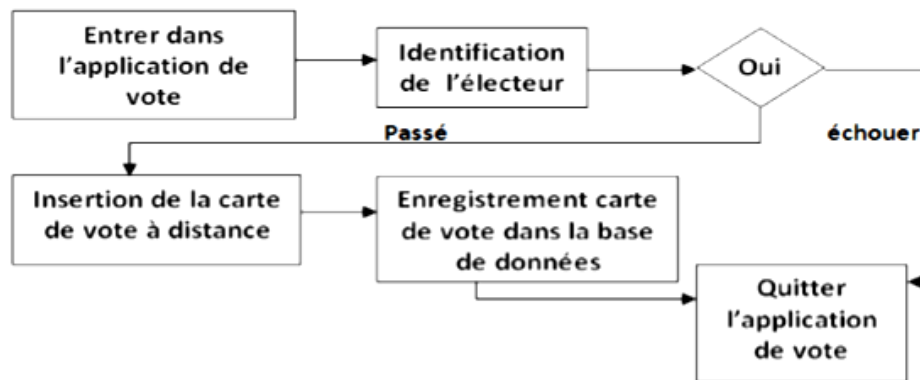 Entrer dans
l'application de
vote
Identification
de l'électeur
Oui
Passé
échouer
Insertion de la carte
de vote à distance
Enregistrement carte
de vote dans la base
de données
Quitter
l'application
de vote